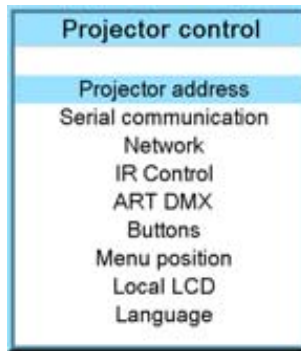 Projector control
Projector address
Serial communication
Network
IR Control
ART DMX
Buttons
Menu position
Local LCD
Language